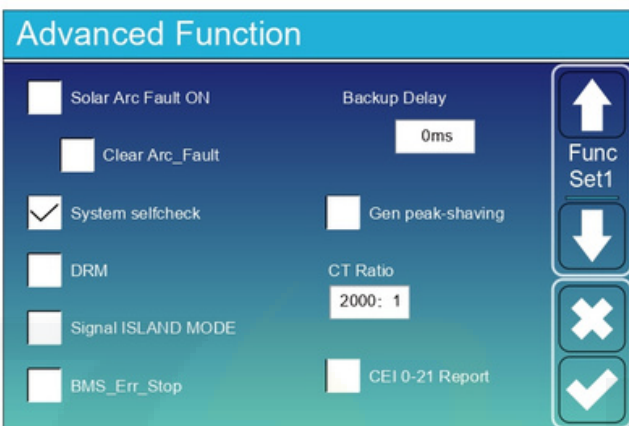 Advanced Function
Solar Arc Fault ON
Backup Delay
0ms
Clear Arc_Fault
Func
Set1
System selfcheck
Gen peak-shaving
DRM
CT Ratio
2000: 1
Signal ISLAND MODE
CEI 0-21 Report
BMS_Err_Stop